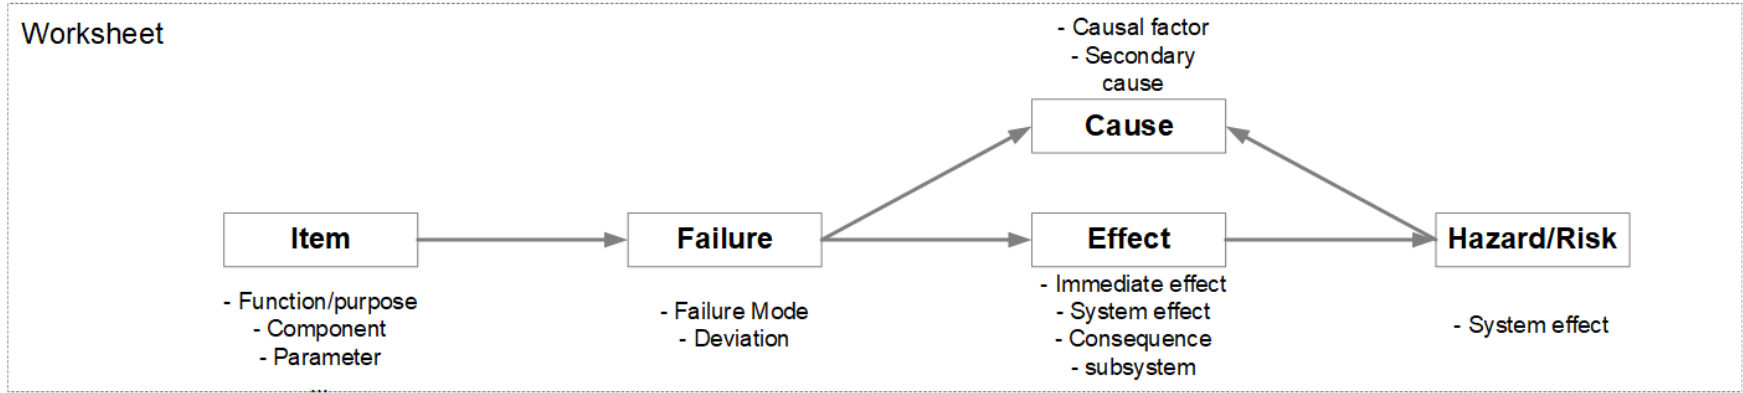 Worksheet
- Causal factor
- Secondary
cause
Cause
Item
Failure
Effect
Hazard/Risk
- Function/purpose
- Component
- Parameter
...
- Failure Mode
- Deviation
- Immediate effect
- System effect
- Consequence
- subsystem
- System effect